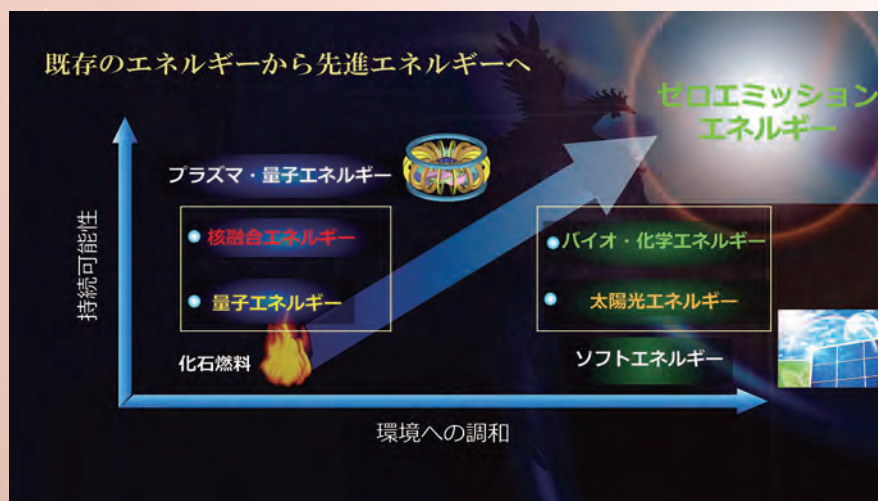 既存のエネルギーから先進エネルギーへ
ゼロエミッション
エネルギー
プラズマ・量子エネルギー
核融合エネルギー
量子エネルギー
化石燃料
バイオ・化学エネルギー
太陽光エネルギー
ソフトエネルギー
持続可能性
環境への調和